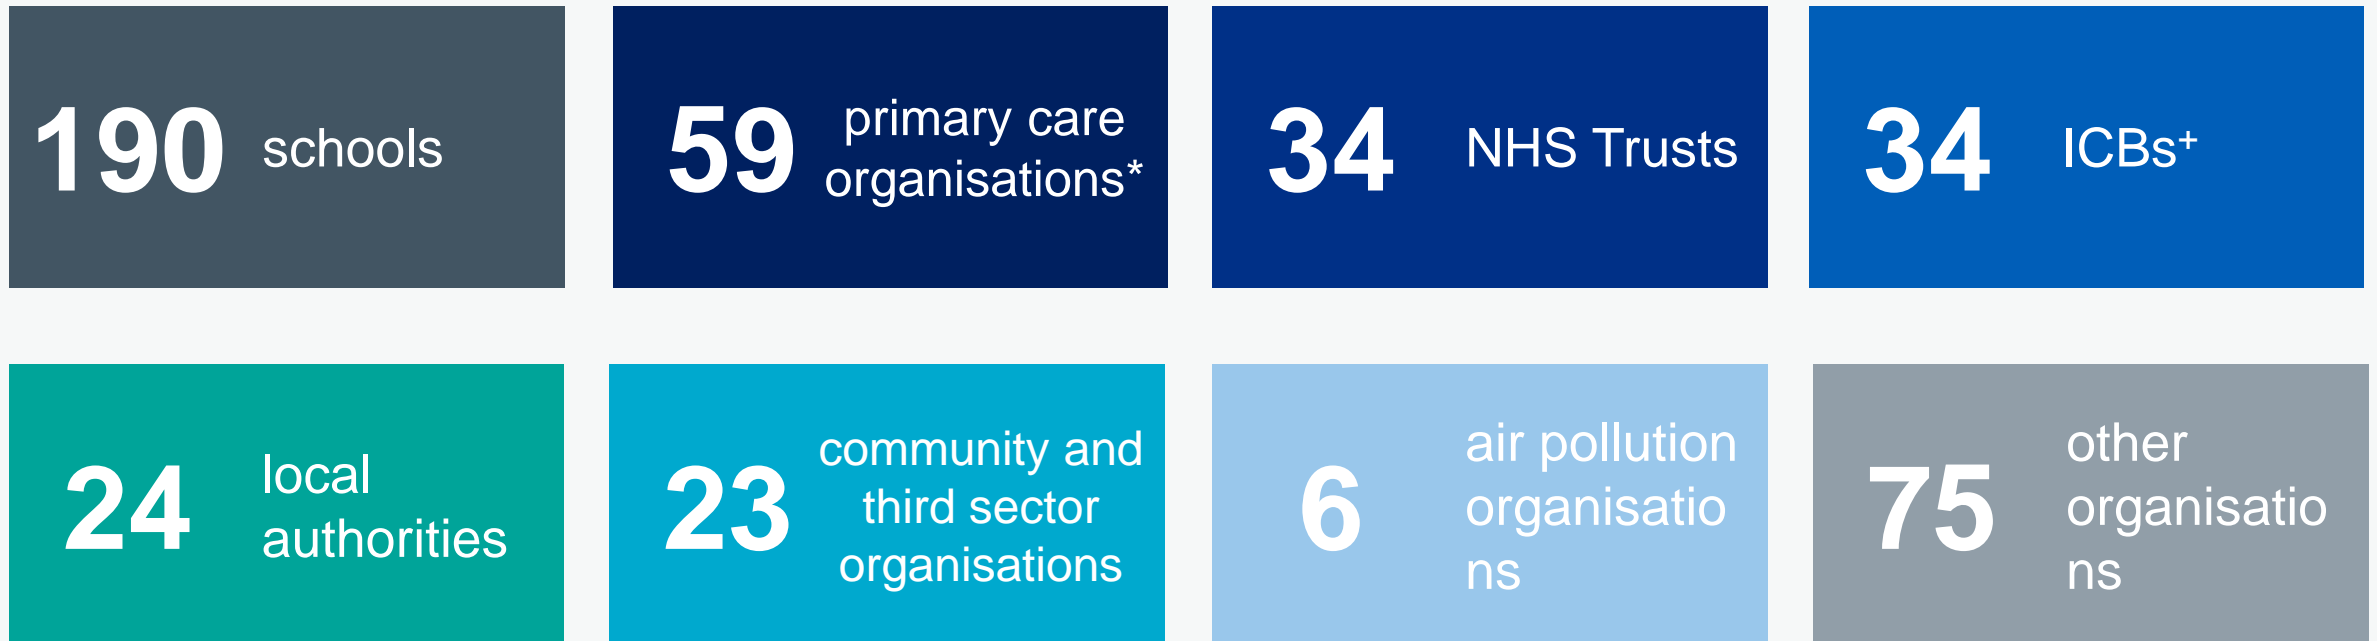 190 schools
59 primary care
organisations*
34 NHS Trusts
34 ICBs⁺
24 local
authorities
23 community and
third sector
organisations
6 air pollution
organisatio
ns
75 other
organisatio
ns